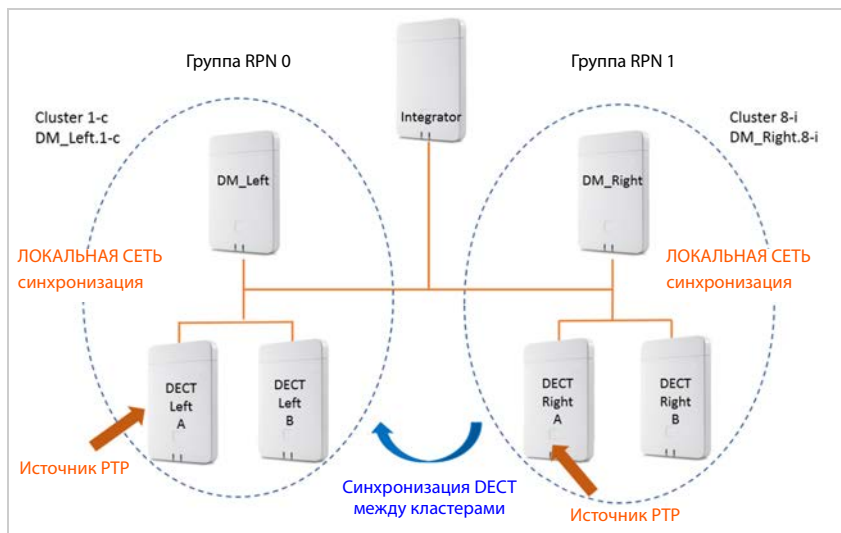 Группа RPN 0
Группа RPN 1
Cluster 1-c
DM_Left.1-c
Integrator
Cluster 8-i
DM_Right.8-i
DM_Left
DM_Right
ЛОКАЛЬНАЯ СЕТЬ
синхронизация
ЛОКАЛЬНАЯ СЕТЬ
синхронизация
DECT
Left
A
DECT
Left
B
DECT
Right
A
DECT
Right
B
Источник PTP
Синхронизация DECT
между кластерами
Источник PTP